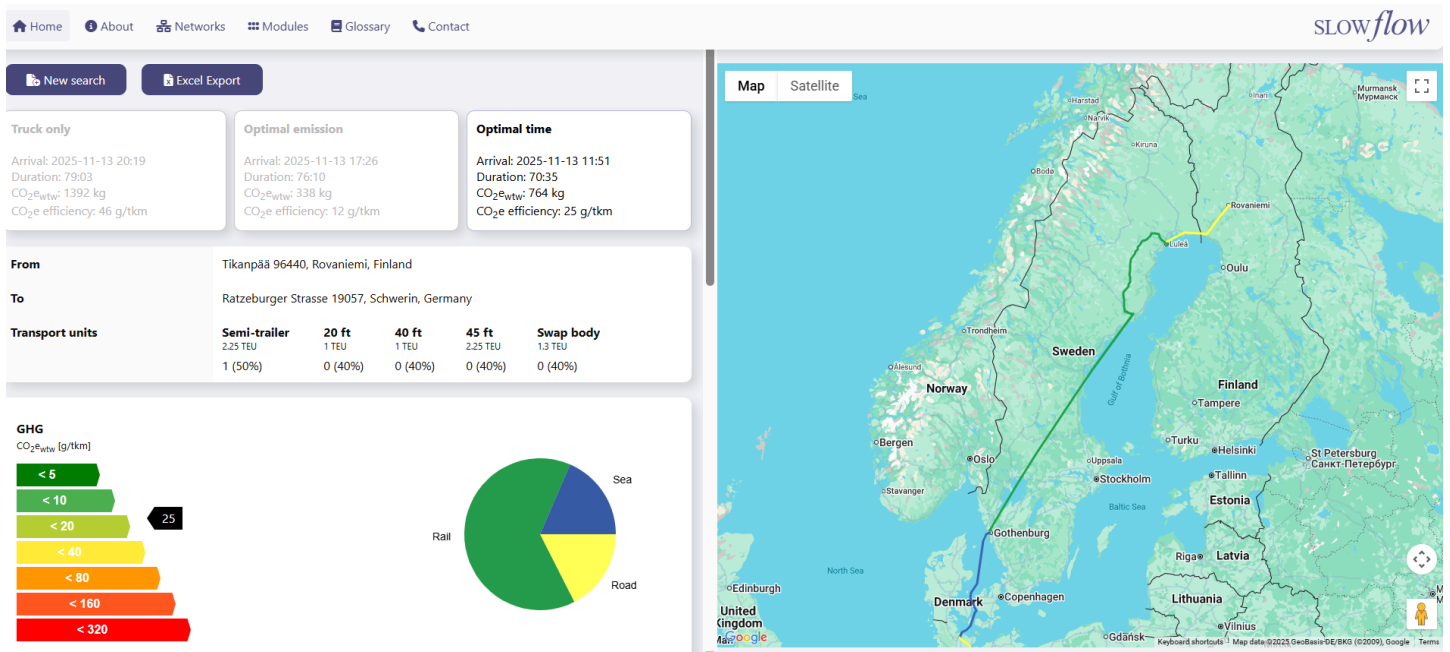 Home About Networks Modules Glossary Contact
SLOWflow
New search Excel Export
Truck only
Arrival: 2025-11-13 20:19
Duration: 79:03
CO2ewtw: 1392 kg
CO2e efficiency: 46 g/tkm
Optimal emission
Arrival: 2025-11-13 17:26
Duration: 76:10
CO2ewtw: 338 kg
CO2e efficiency: 12 g/tkm
Optimal time
Arrival: 2025-11-13 11:51
Duration: 70:35
CO2ewtw: 764 kg
CO2e efficiency: 25 g/tkm
From Tikanpää 96440, Rovaniemi, Finland
To Ratzeburger Strasse 19057, Schwerin, Germany
Transport units Semi-trailer 20 ft 40 ft 45 ft Swap body
2.25 TEU 1 TEU 1 TEU 2.25 TEU 1.3 TEU
1 (50%) 0 (40%) 0 (40%) 0 (40%) 0 (40%)
GHG
CO2ewtw [g/tkm]
< 5
< 10
< 20
25
< 40
< 80
< 160
< 320
Sea
Rail
Road
Map Satellite
Sea
Harstad
Inari
Murmansk
Мурманск
Narvik
Kiruna
Bodø
Rovaniemi
Luleå
Oulu
Trondheim
Sweden
Gulf of Bothnia
Ålesund
Norway
Finland
Tampere
Bergen
Turku
Helsinki
Oslo
Uppsala
St Petersburg
Санкт-Петербург
Stockholm
Tallinn
Stavanger
Estonia
Baltic Sea
Gothenburg
Riga Latvia
North Sea
Edinburgh
Denmark
Copenhagen
Lithuania
United
Kingdom
Vilnius
Gdańsk
Google
Keyboard shortcuts Map data ©2025 GeoBasis-DE/BKG (©2009), Google Terms